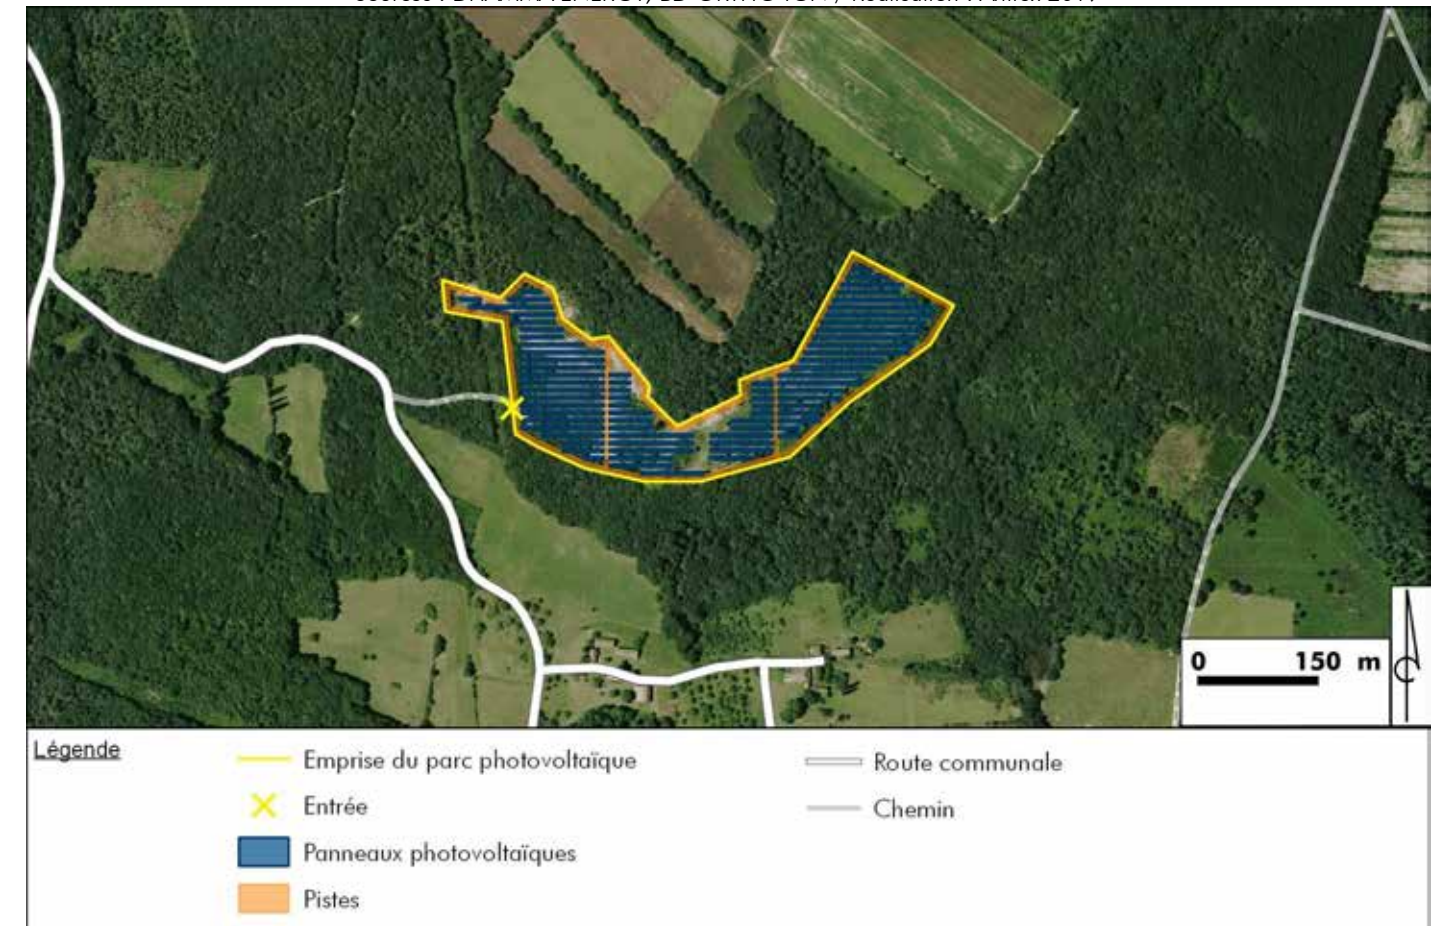 0 150 m
Légende
Emprise du parc photovoltaïque
Entrée
Panneaux photovoltaïques
Pistes
Route communale
Chemin